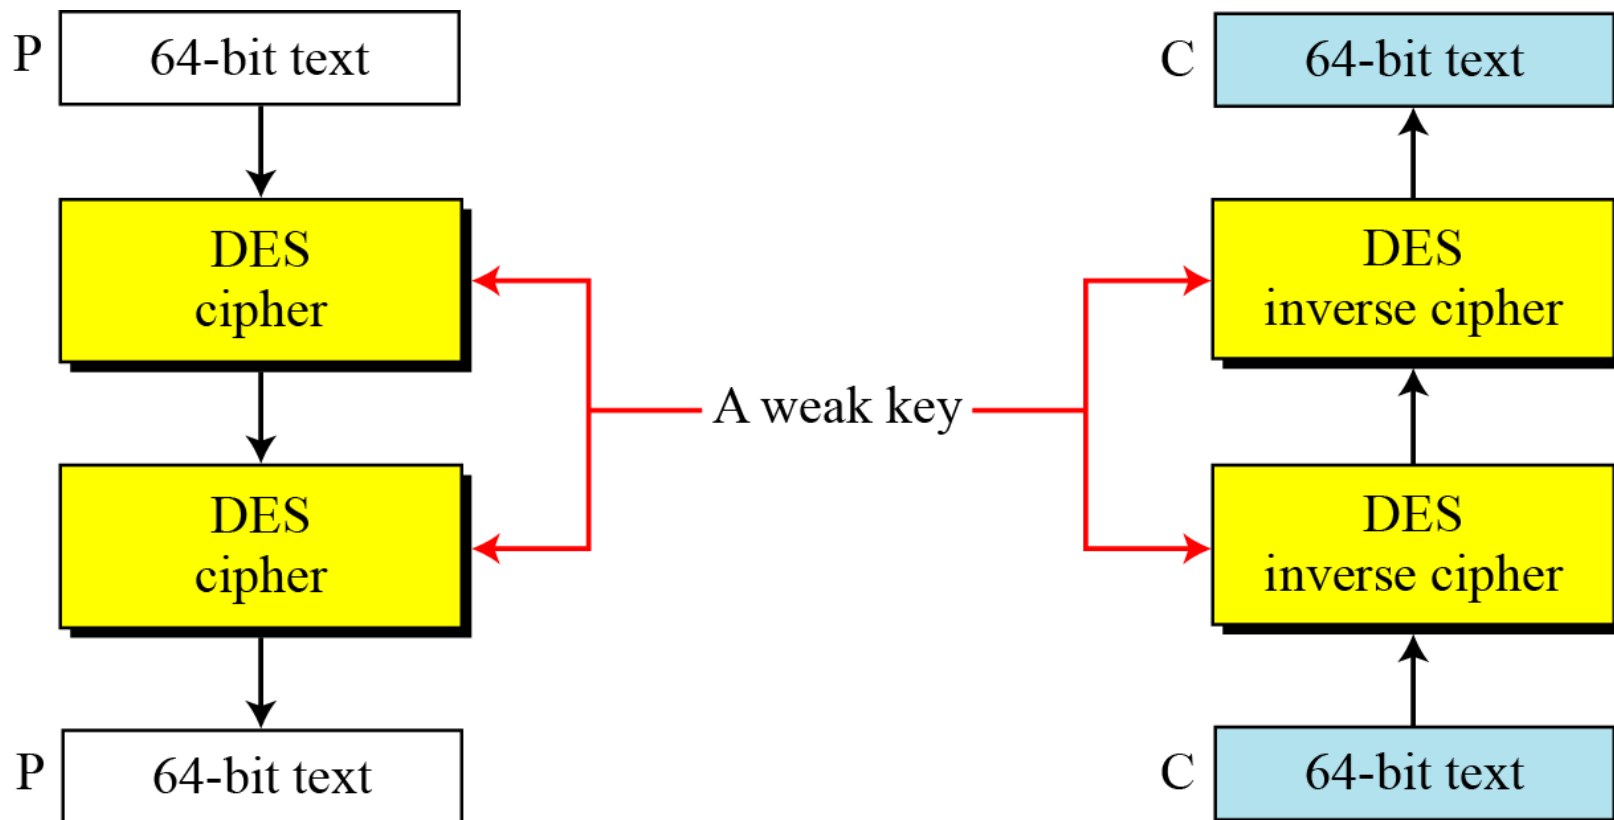 P 64-bit text
DES
cipher
DES
cipher
P 64-bit text
A weak key
C 64-bit text
DES
inverse cipher
DES
inverse cipher
C 64-bit text